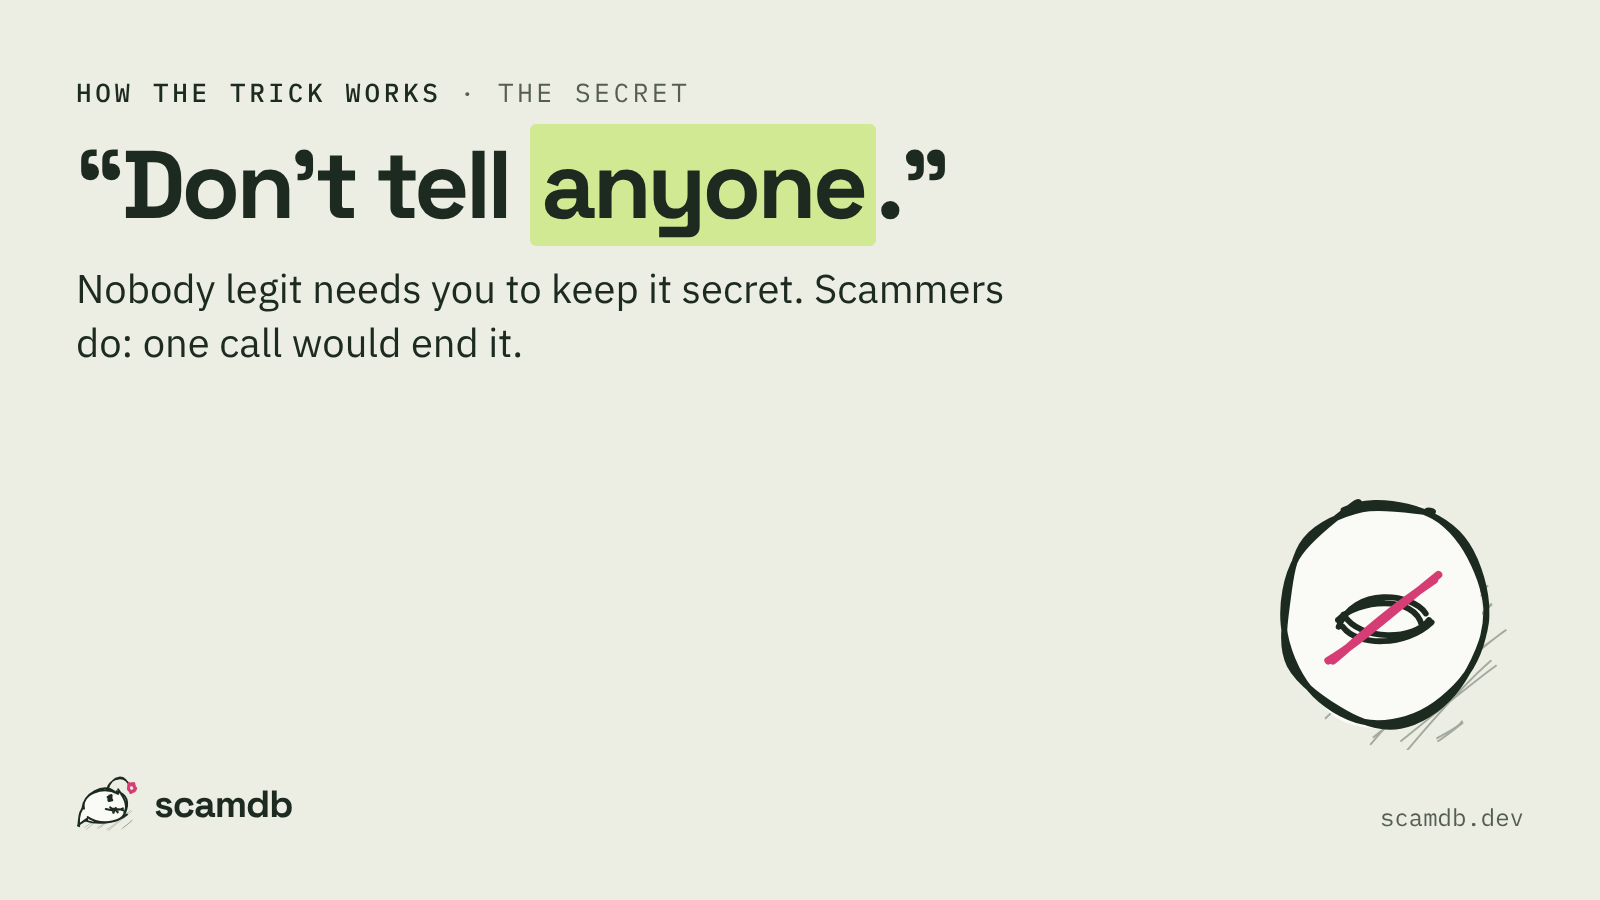 HOW THE TRICK WORKS · THE SECRET
“Don’t tell anyone.”
Nobody legit needs you to keep it secret. Scammers
do: one call would end it.
scamdb
scamdb.dev